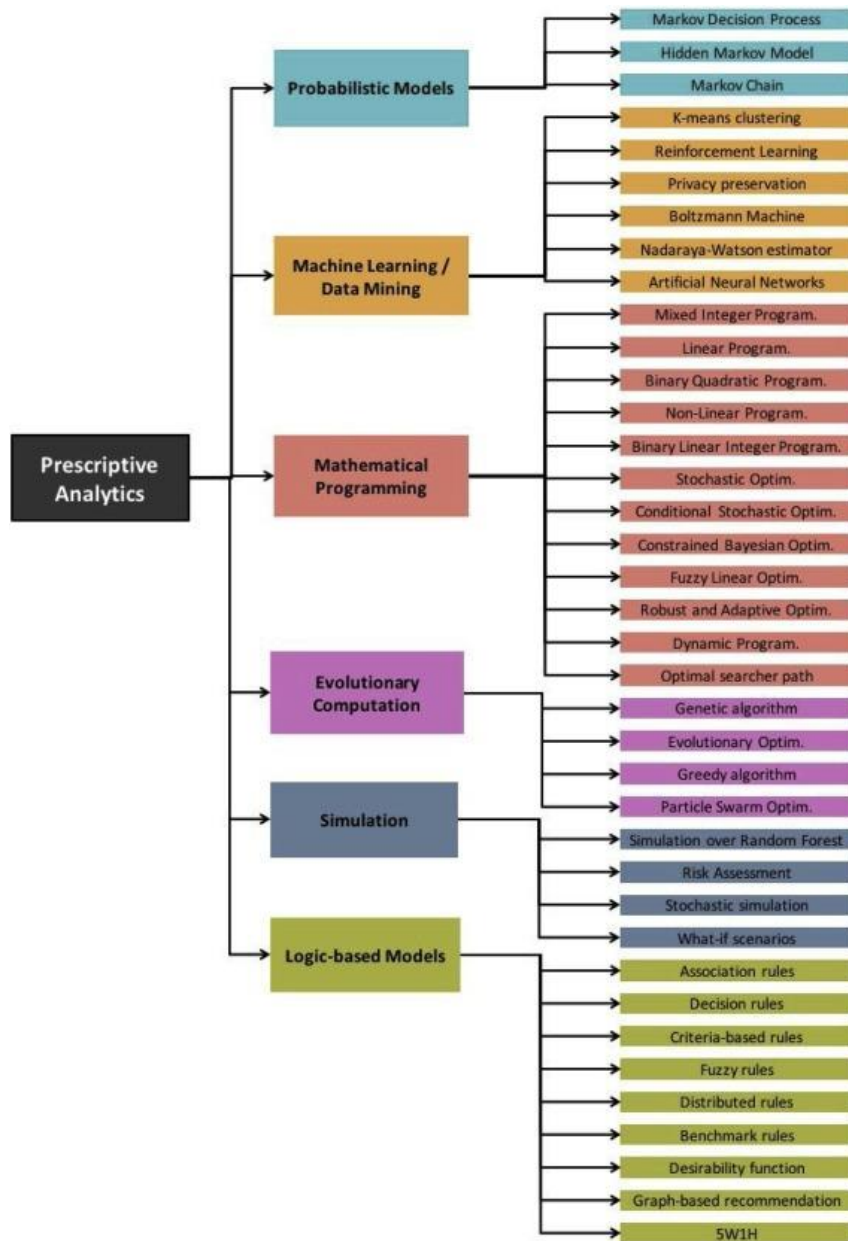 Prescriptive
Analytics
Probabilistic Models
Markov Decision Process
Hidden Markov Model
Markov Chain
Machine Learning /
Data Mining
K-means clustering
Reinforcement Learning
Privacy preservation
Boltzmann Machine
Nadaraya-Watson estimator
Artificial Neural Networks
Mathematical
Programming
Mixed Integer Program.
Linear Program.
Binary Quadratic Program.
Non-Linear Program.
Binary Linear Integer Program.
Stochastic Optim.
Conditional Stochastic Optim.
Constrained Bayesian Optim.
Fuzzy Linear Optim.
Robust and Adaptive Optim.
Dynamic Program.
Optimal searcher path
Evolutionary
Computation
Genetic algorithm
Evolutionary Optim.
Greedy algorithm
Particle Swarm Optim.
Simulation
Simulation over Random Forest
Risk Assessment
Stochastic simulation
What-if scenarios
Logic-based Models
Association rules
Decision rules
Criteria-based rules
Fuzzy rules
Distributed rules
Benchmark rules
Desirability function
Graph-based recommendation
5W1H